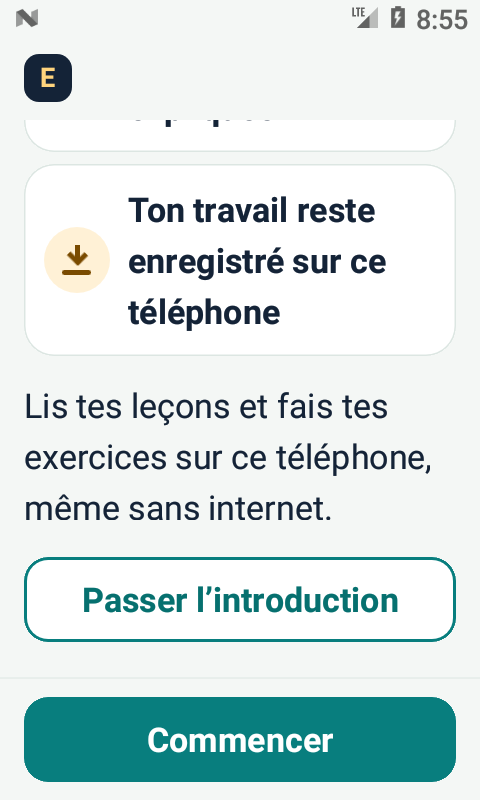 LTE
8:55
E
Ton travail reste
enregistré sur ce
téléphone
Lis tes leçons et fais tes
exercices sur ce téléphone,
même sans internet.
Passer l’introduction
Commencer